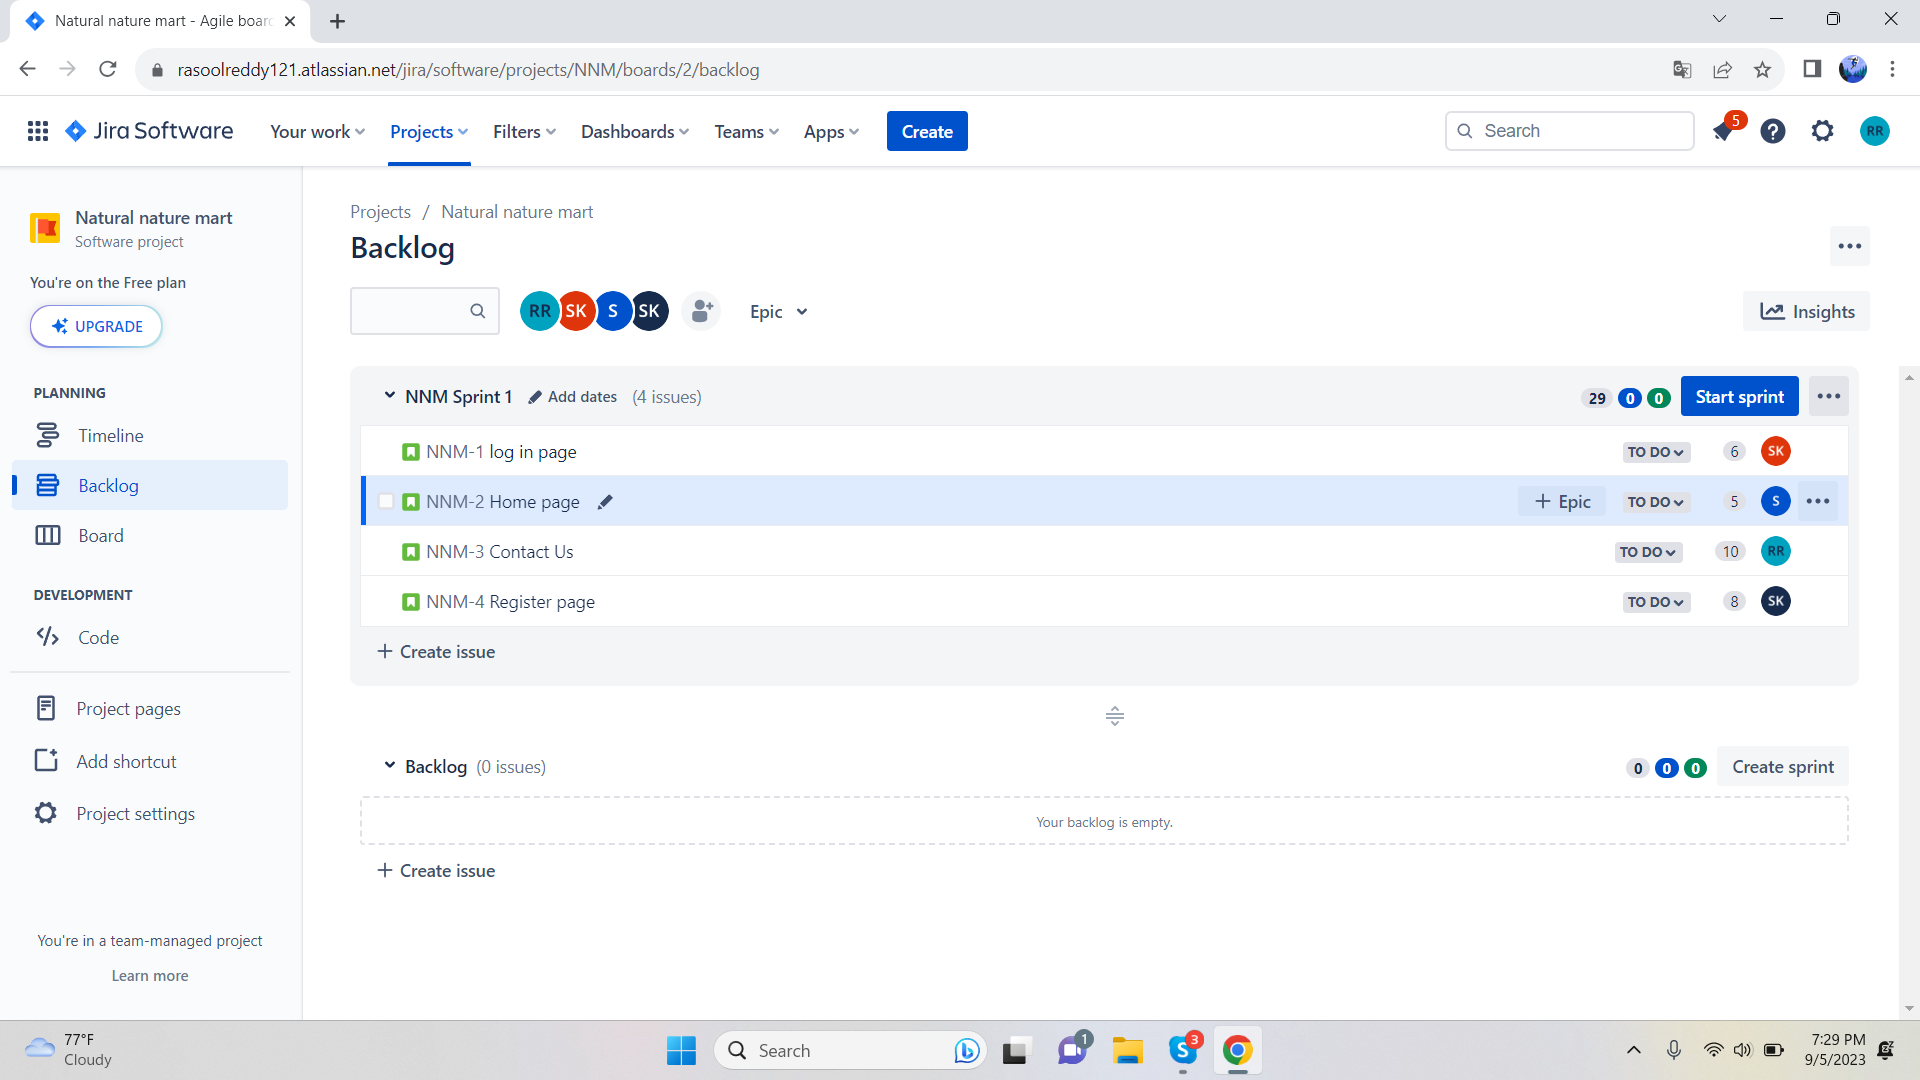 Natural nature mart - Agile boar
rasoolreddy121.atlassian.net/jira/software/projects/NNM/boards/2/backlog
Jira Software
Your work
Projects
Filters
Dashboards
Teams
Apps
Create
Search
5
RR
Natural nature mart
Software project
You're on the Free plan
UPGRADE
PLANNING
Timeline
Backlog
Board
DEVELOPMENT
Code
Project pages
Add shortcut
Project settings
You're in a team-managed project
Learn more
Projects / Natural nature mart
Backlog
RR SK S SK
Epic
Insights
NNM Sprint 1 Add dates (4 issues) 29 0 0 Start sprint
NNM-1 log in page TO DO 6 SK
NNM-2 Home page + Epic TO DO 5 S
NNM-3 Contact Us TO DO 10 RR
NNM-4 Register page TO DO 8 SK
+ Create issue
Backlog (0 issues) 0 0 0 Create sprint
Your backlog is empty.
+ Create issue
77°F
Cloudy
Search
1
3
7:29 PM
9/5/2023